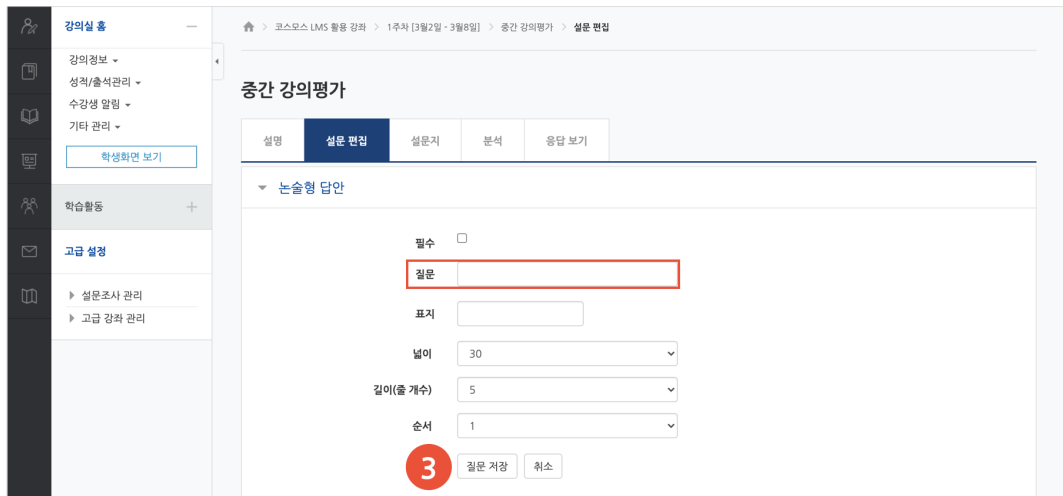 강의실 홈
코스모스 LMS 활용 강좌 > 1주차 [3월2일 - 3월8일] > 중간 강의평가 > 설문 편집
강의정보
성적/출석관리
수강생 알림
기타 관리
학생화면 보기
학습활동
고급 설정
설문조사 관리
고급 강좌 관리
중간 강의평가
설명 설문 편집 설문지 분석 응답 보기
논술형 답안
필수
질문
표지
넓이 30
길이(줄 개수) 5
순서 1
3 질문 저장 취소